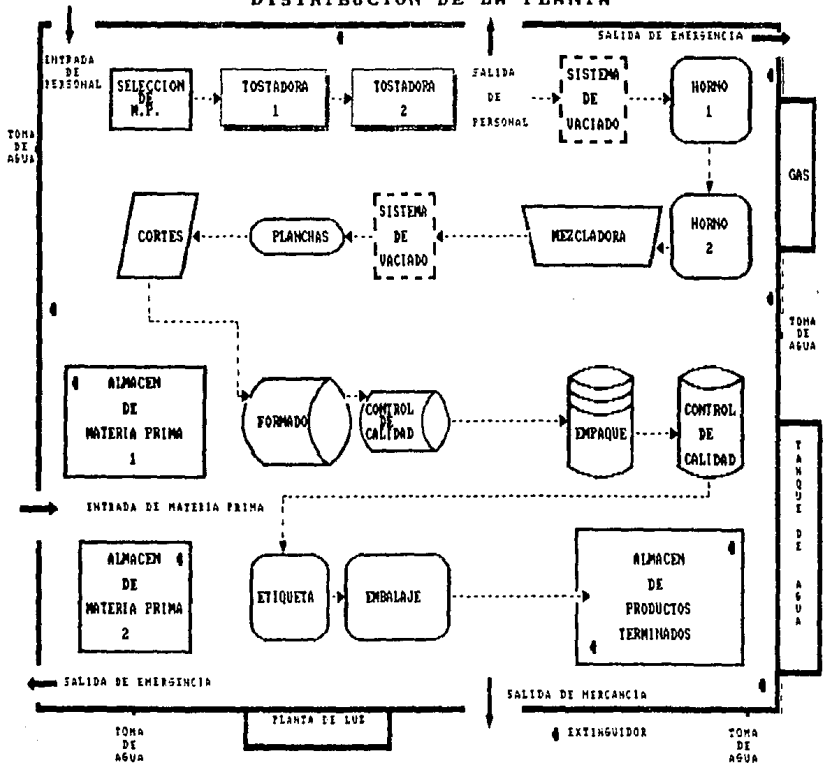 DISTRIBUCION DE LA PLANTA
SALIDA DE EMERGENCIA
ENTRADA
DE
PERSONAL
SELECCION
DE
M.P.
TOSTADORA
1
TOSTADORA
2
SALIDA
DE
PERSONAL
SISTEMA
DE
VACIADO
HORNO
1
TOMA
DE
AGUA
GAS
CORTES
PLANCHAS
SISTEMA
DE
VACIADO
MEZCLADORA
HORNO
2
TOMA
DE
AGUA
ALMACEN
DE
MATERIA PRIMA
1
FORMADO
CONTROL
DE
CALIDAD
EMPAQUE
CONTROL
DE
CALIDAD
TANQUE DE AGUA
ENTRADA DE MATERIA PRIMA
ALMACEN
DE
MATERIA PRIMA
2
ETIQUETA
EMBALAJE
ALMACEN
DE
PRODUCTOS
TERMINADOS
SALIDA DE EMERGENCIA
SALIDA DE MERCANCIA
PLANTA DE LUZ
TOMA
DE
AGUA
EXTINGUIDOR
TOMA
DE
AGUA